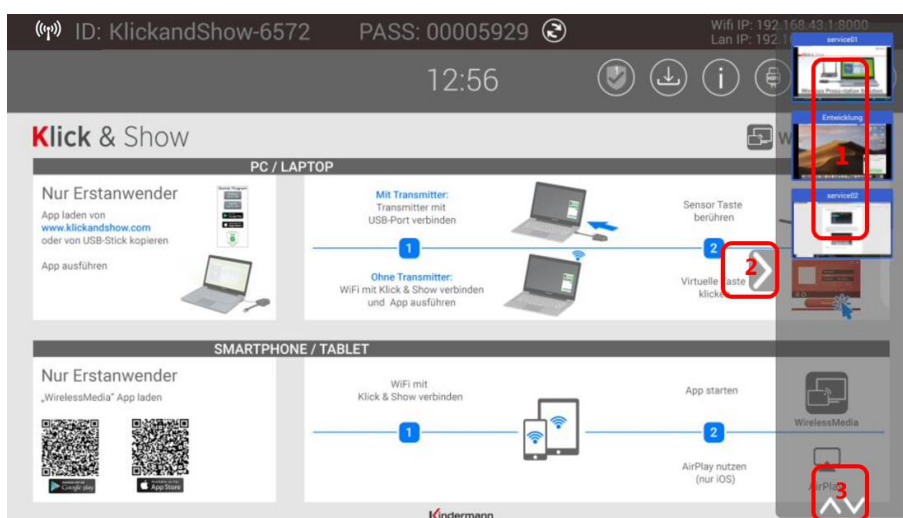 ID: KlickandShow-6572
PASS: 00005929
Wifi IP: 192.168.43.1:8000
Lan IP: 192.1
service01
12:56
Entwicklung
1
Klick & Show
W
service02
PC / LAPTOP
Nur Erstanwender
App laden von
www.klickandshow.com
oder von USB-Stick kopieren
App ausführen
Mit Transmitter:
Transmitter mit
USB-Port verbinden
1
Ohne Transmitter:
WiFi mit Klick & Show verbinden
und App ausführen
Sensor Taste
berühren
2
Virtuelle Taste
klicken
2
SMARTPHONE / TABLET
Nur Erstanwender
„WirelessMedia" App laden
Google play
App Store
WiFi mit
Klick & Show verbinden
1
App starten
2
AirPlay nutzen
(nur iOS)
WirelessMedia
AirPlay
3
Kindermann